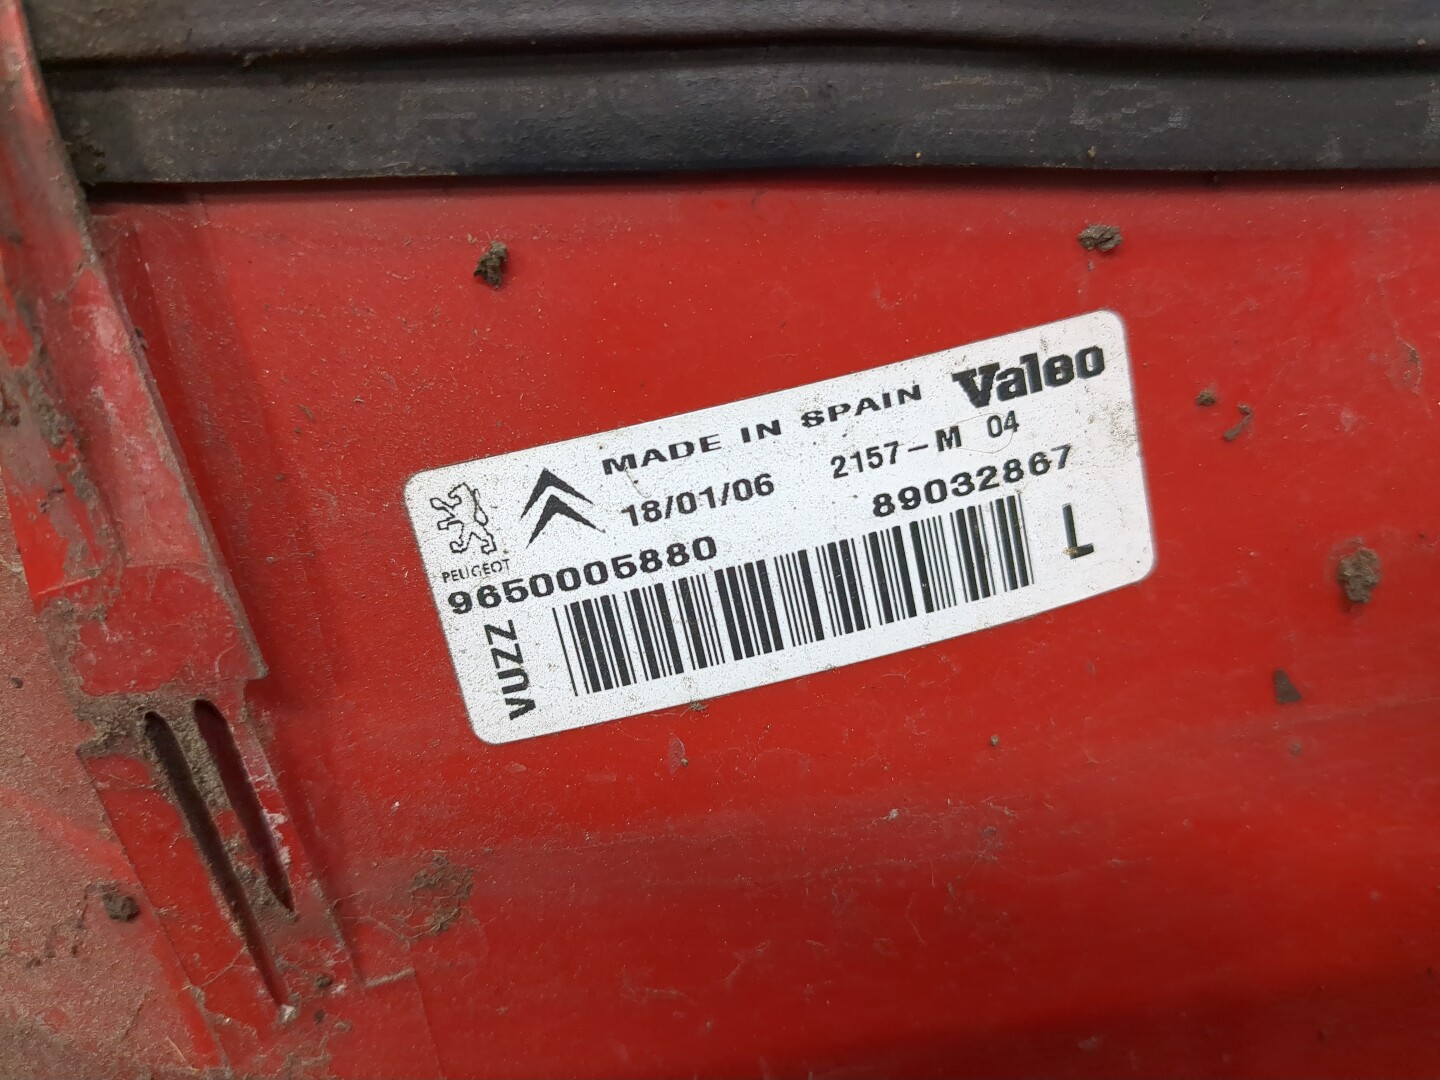 MADE IN SPAIN Valeo
18/01/06 2157-M 04
PEUGEOT
9650005880 89032867
VUZZ
L